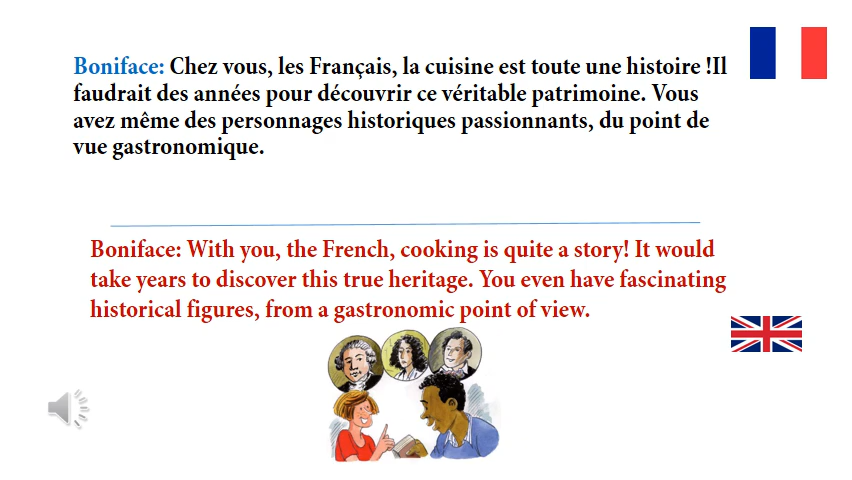 Boniface: Chez vous, les Français, la cuisine est toute une histoire !Il
faudrait des années pour découvrir ce véritable patrimoine. Vous
avez même des personnages historiques passionnants, du point de
vue gastronomique.
Boniface: With you, the French, cooking is quite a story! It would
take years to discover this true heritage. You even have fascinating
historical figures, from a gastronomic point of view.